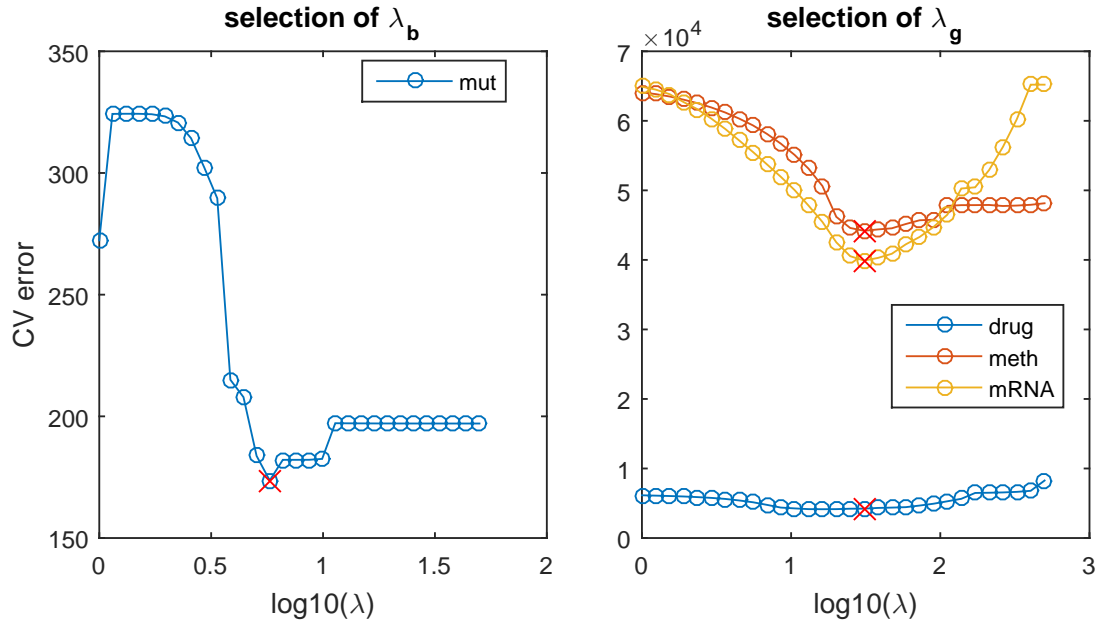 selection of λb
350
300
250
200
150
CV error
0
0.5
1
1.5
2
log10(λ)
mut
selection of λg
×10⁴
7
6
5
4
3
2
1
0
0
1
2
3
log10(λ)
drug
meth
mRNA